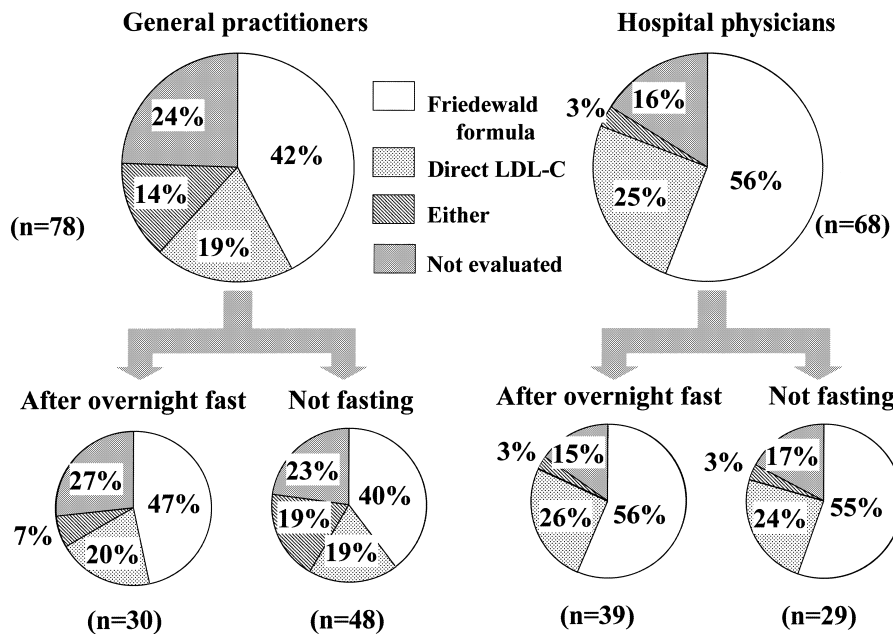 General practitioners
Hospital physicians
24%
42%
14%
19%
(n=78)
Friedewald
formula
Direct LDL-C
Either
Not evaluated
3%
16%
56%
25%
(n=68)
After overnight fast
Not fasting
After overnight fast
Not fasting
27%
47%
7%
20%
(n=30)
23%
40%
19%
19%
(n=48)
3%
15%
26%
56%
(n=39)
3%
17%
24%
55%
(n=29)